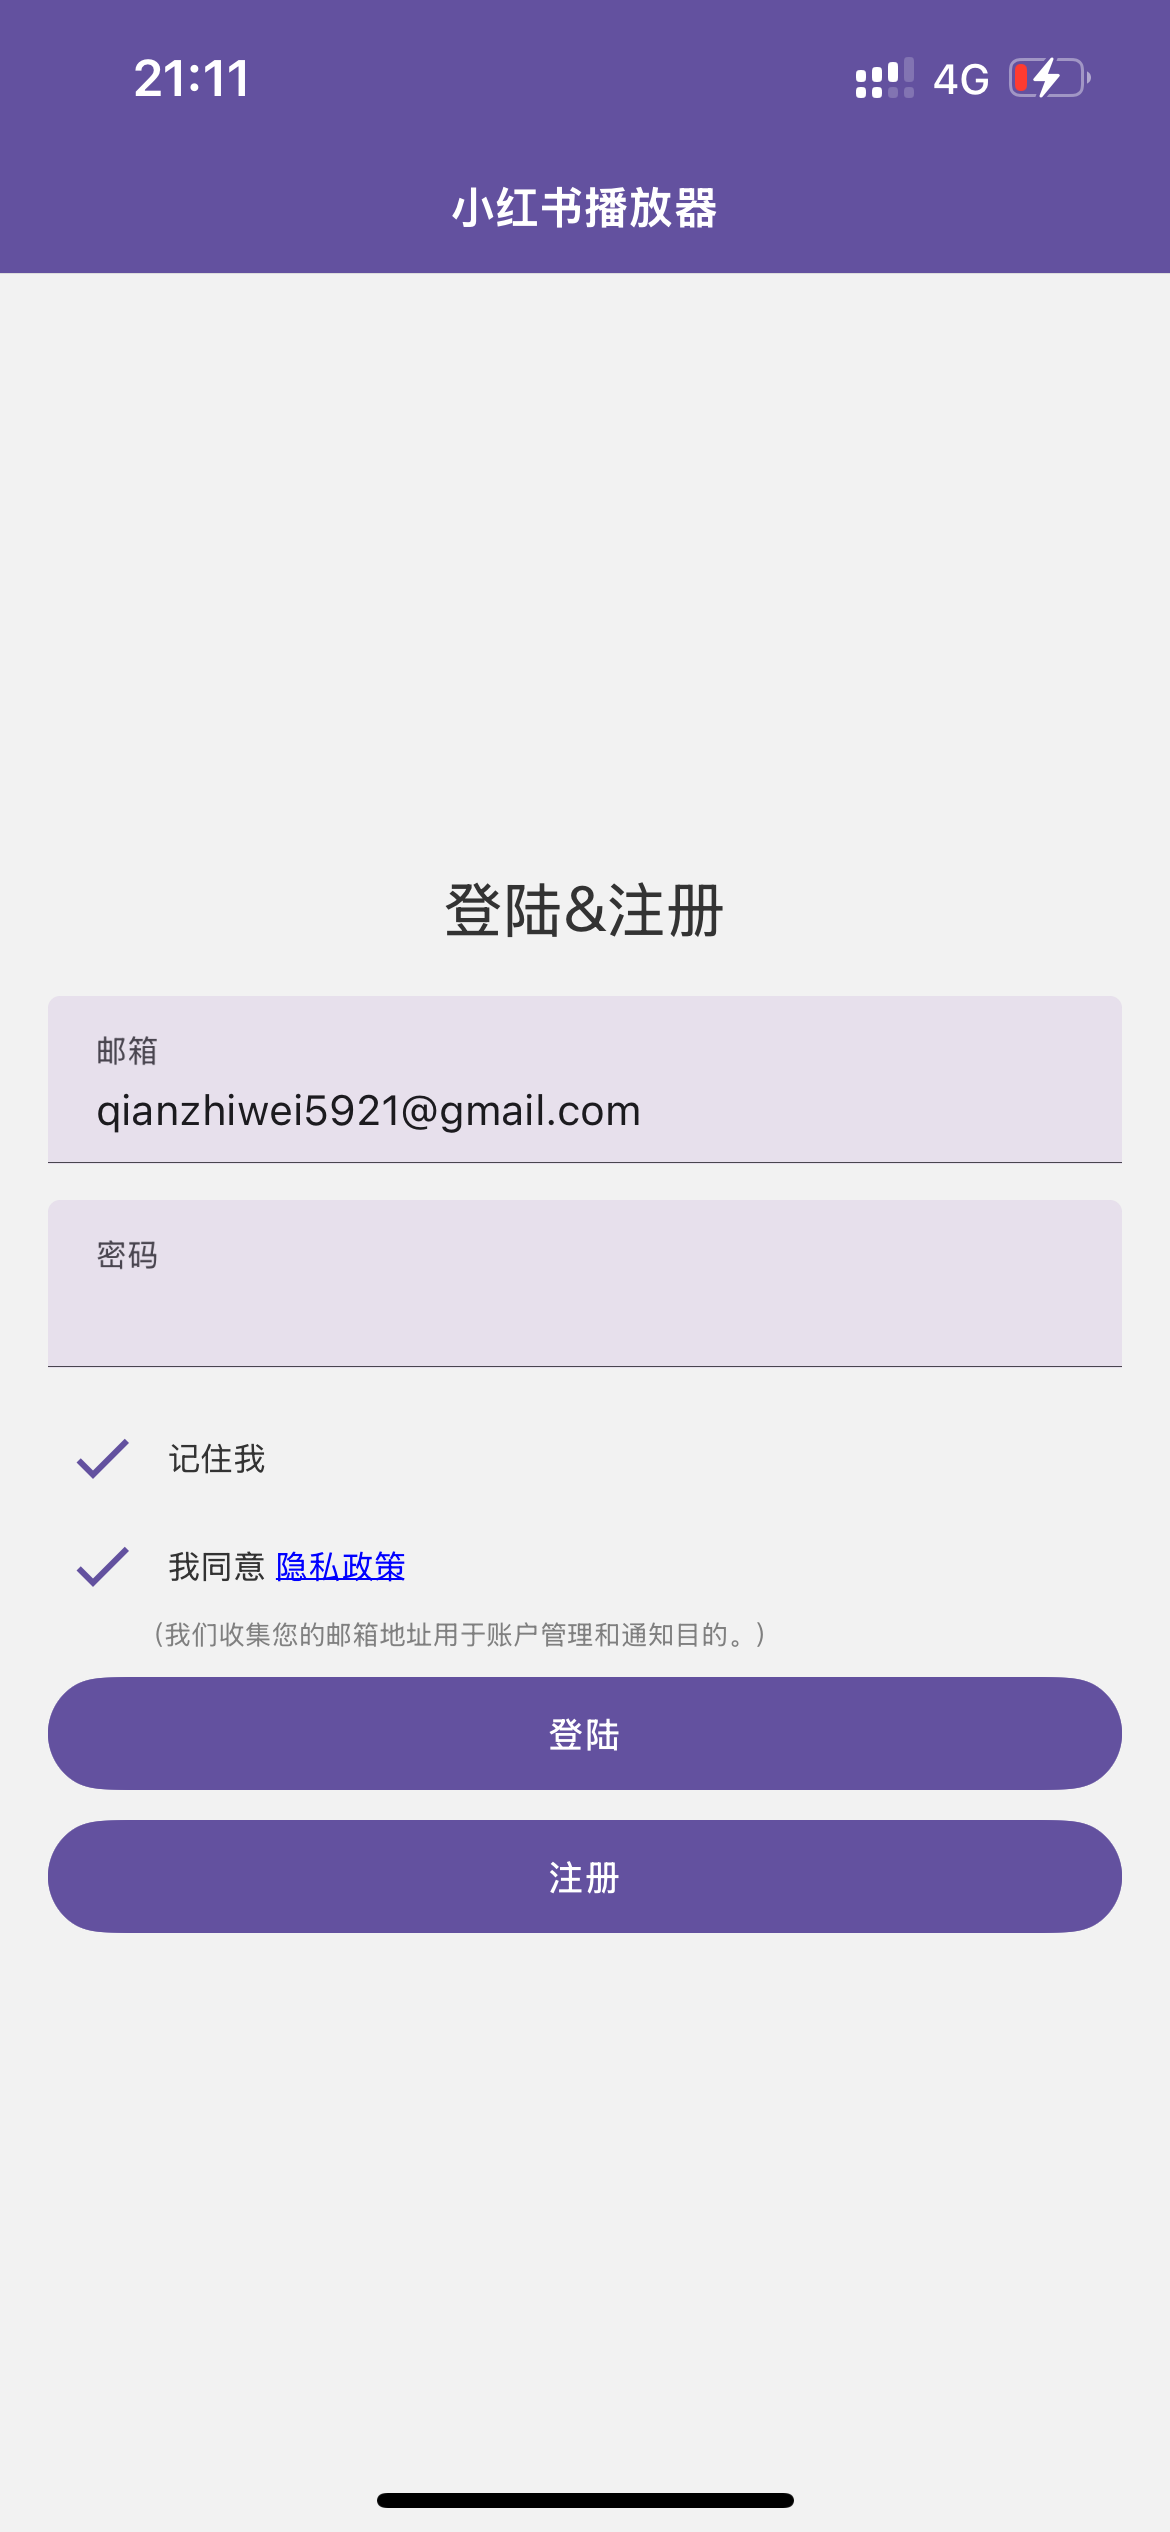 21:11 4G
小红书播放器
登陆&注册
邮箱
qianzhiwei5921@gmail.com
密码
记住我
我同意 隐私政策
(我们收集您的邮箱地址用于账户管理和通知目的。)
登陆
注册